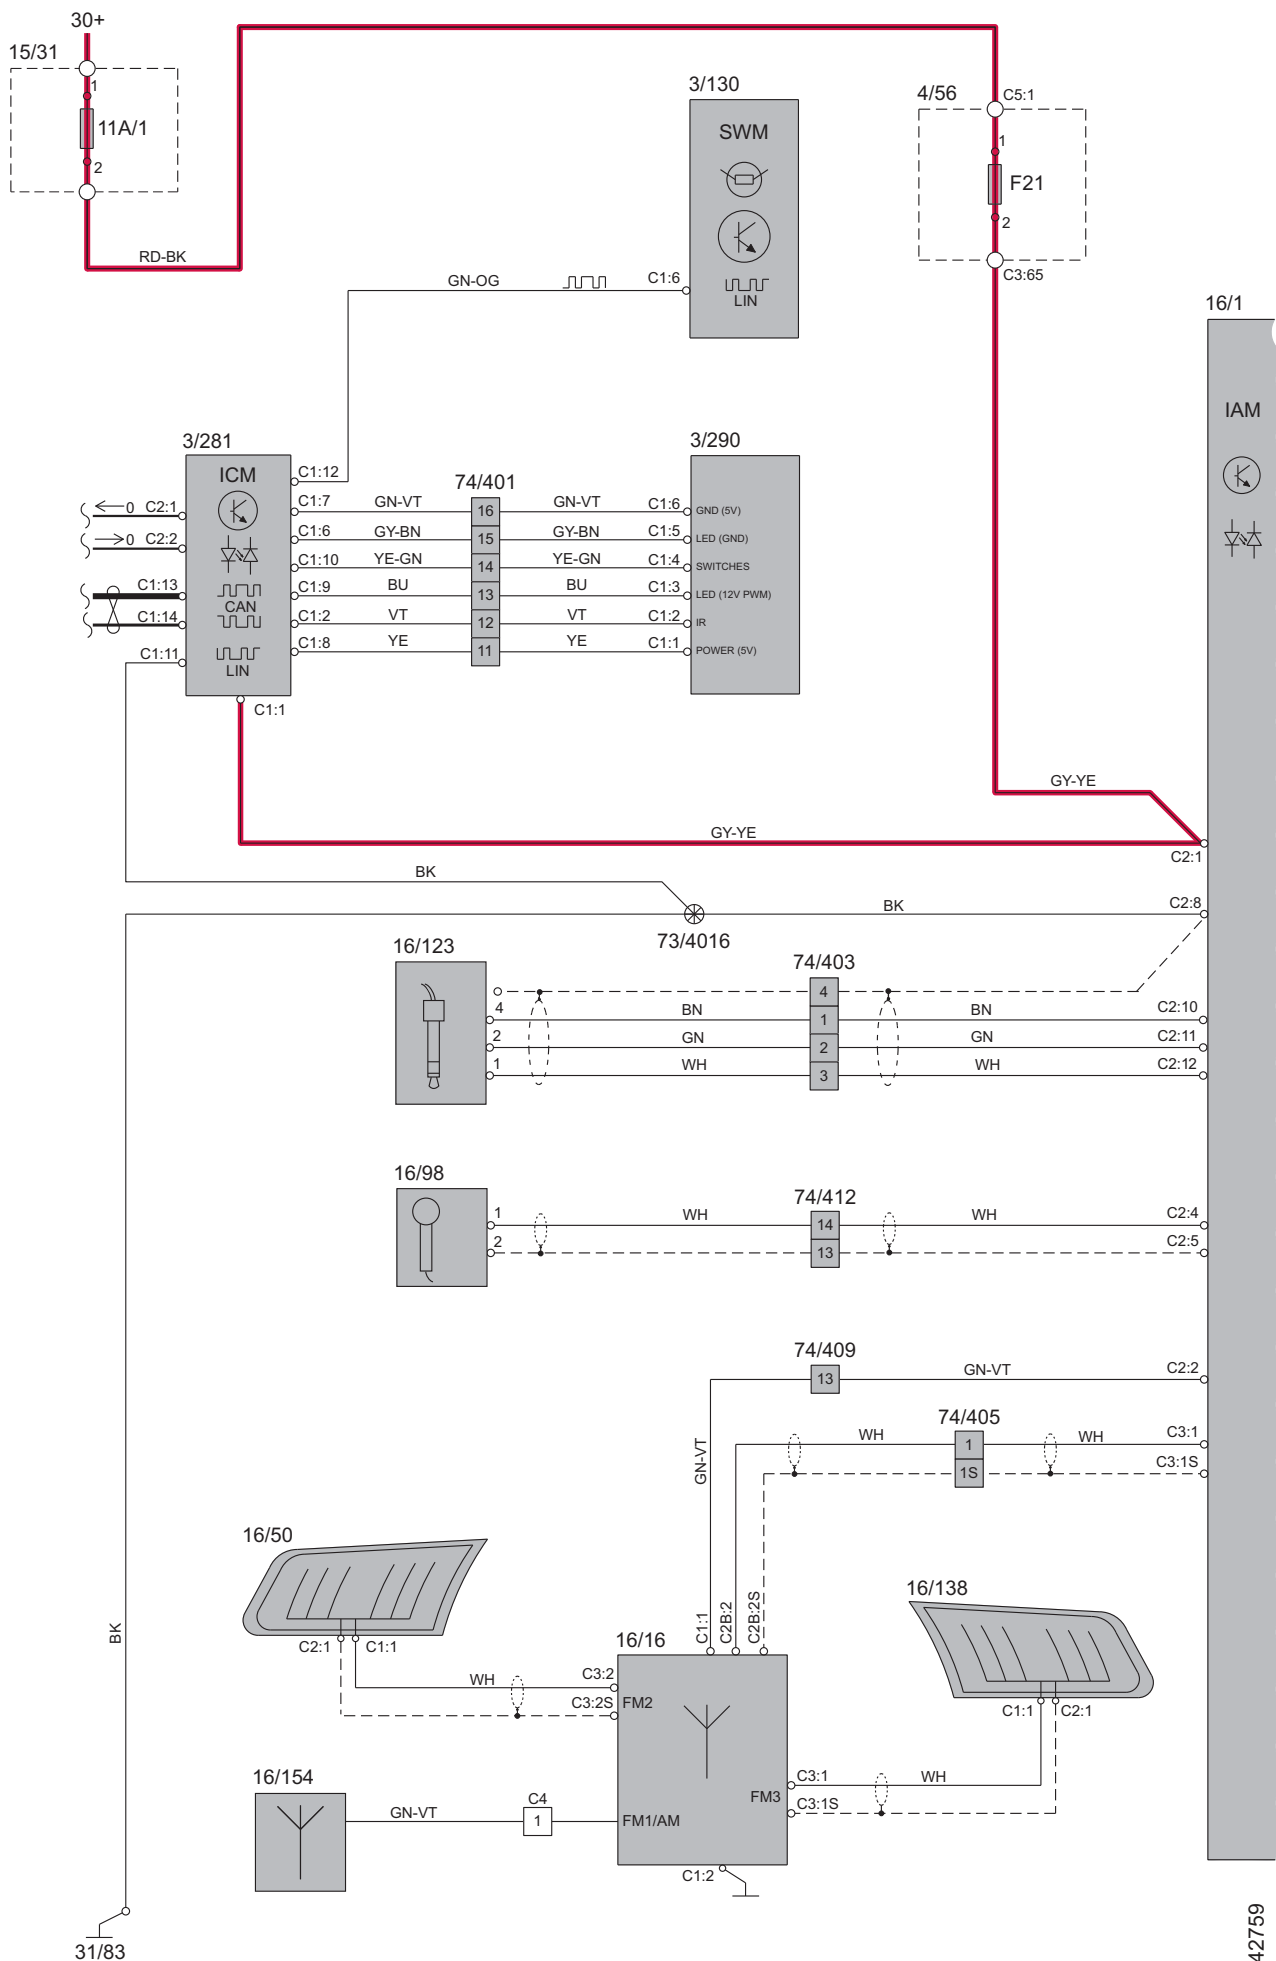 30+
15/31
1
11A/1
2
RD-BK
3/130
SWM
LIN
GN-OG
C1:6
4/56
C5:1
1
F21
2
C3:65
16/1
IAM
3/281
ICM
CAN
LIN
C2:1
0
C2:2
0
C1:13
C1:14
C1:11
C1:12
74/401
3/290
C1:7 GN-VT 16 GN-VT C1:6 GND (5V)
C1:6 GY-BN 15 GY-BN C1:5 LED (GND)
C1:10 YE-GN 14 YE-GN C1:4 SWITCHES
C1:9 BU 13 BU C1:3 LED (12V PWM)
C1:2 VT 12 VT C1:2 IR
C1:8 YE 11 YE C1:1 POWER (5V)
C1:1
GY-YE
GY-YE
C2:1
BK
BK
C2:8
73/4016
16/123
74/403
4
4 BN 1 BN C2:10
2 GN 2 GN C2:11
1 WH 3 WH C2:12
16/98
74/412
1 WH 14 WH C2:4
2 13 C2:5
74/409
13 GN-VT C2:2
74/405
WH 1 WH C3:1
1S C3:1S
GN-VT
C1:1
C2B:2
C2B:2S
16/50
C2:1 C1:1
WH
16/16
C3:2
C3:2S
FM2
16/138
C1:1 C2:1
C3:1 WH
FM3
C3:1S
16/154
GN-VT
C4
1
FM1/AM
C1:2
BK
31/83
42759